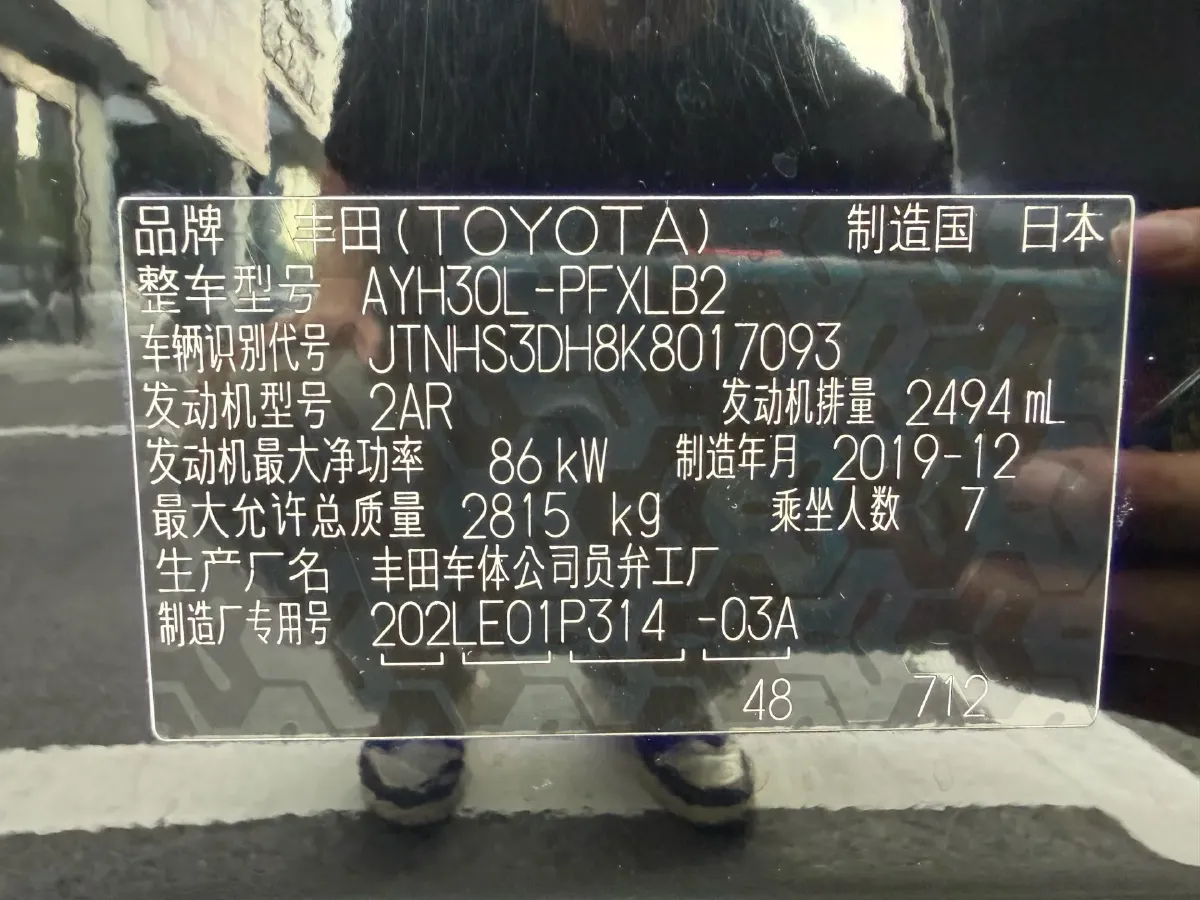 品牌 丰田(TOYOTA) 制造国 日本
整车型号 AYH30L-PFXLB2
车辆识别代号 JTNHS3DH8K8017093
发动机型号 2AR 发动机排量 2494 mL
发动机最大净功率 86 kW 制造年月 2019-12
最大允许总质量 2815 kg 乘坐人数 7
生产厂名 丰田车体公司员弁工厂
制造厂专用号 202LE01P314 -03A
48 712